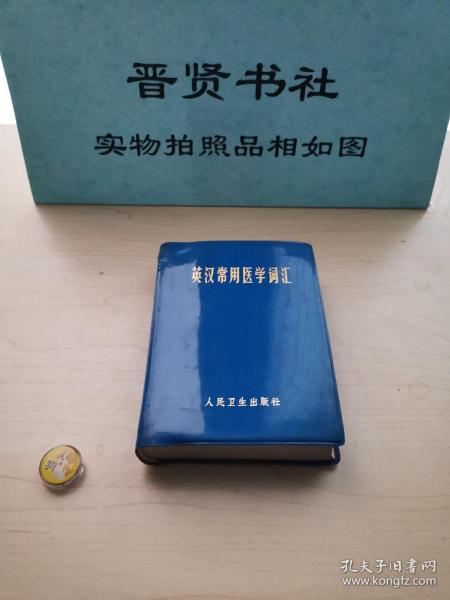 晋贤书社
实物拍照品相如图
英汉常用医学词汇
人民卫生出版社
孔夫子旧书网
www.kongfz.com